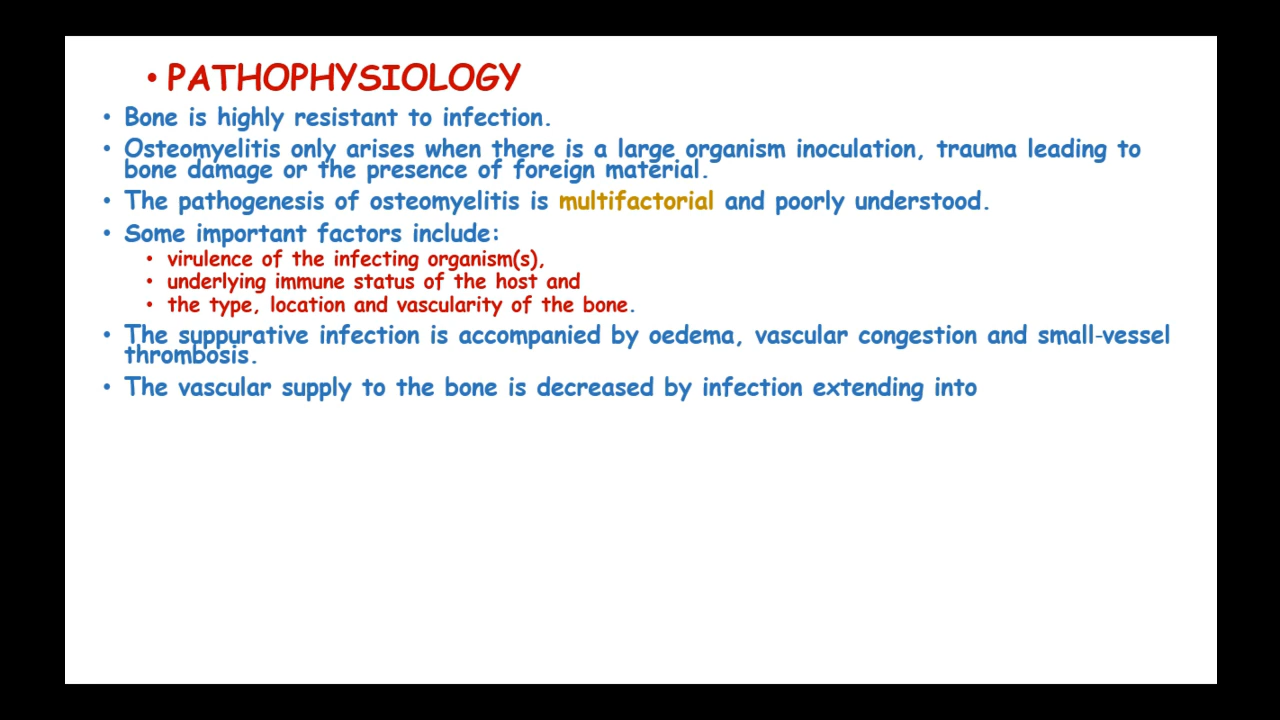 • PATHOPHYSIOLOGY
• Bone is highly resistant to infection.
• Osteomyelitis only arises when there is a large organism inoculation, trauma leading to
bone damage or the presence of foreign material.
• The pathogenesis of osteomyelitis is multifactorial and poorly understood.
• Some important factors include:
• virulence of the infecting organism(s),
• underlying immune status of the host and
• the type, location and vascularity of the bone.
• The suppurative infection is accompanied by oedema, vascular congestion and small-vessel
thrombosis.
• The vascular supply to the bone is decreased by infection extending into